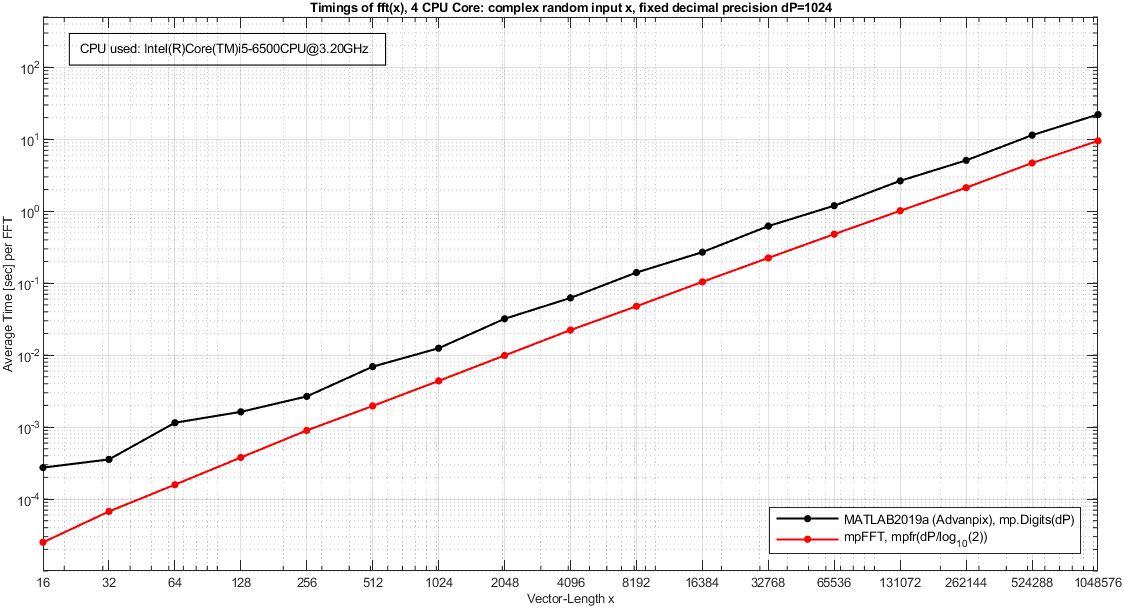 Timings of fft(x), 4 CPU Core: complex random input x, fixed decimal precision dP=1024
CPU used: Intel(R)Core(TM)i5-6500CPU@3.20GHz
10^2
10^1
10^0
10^-1
10^-2
10^-3
10^-4
Average Time [sec] per FFT
MATLAB2019a (Advanpix), mp.Digits(dP)
mpFFT, mpfr(dP/log_10(2))
16 32 64 128 256 512 1024 2048 4096 8192 16384 32768 65536 131072 262144 524288 1048576
Vector-Length x